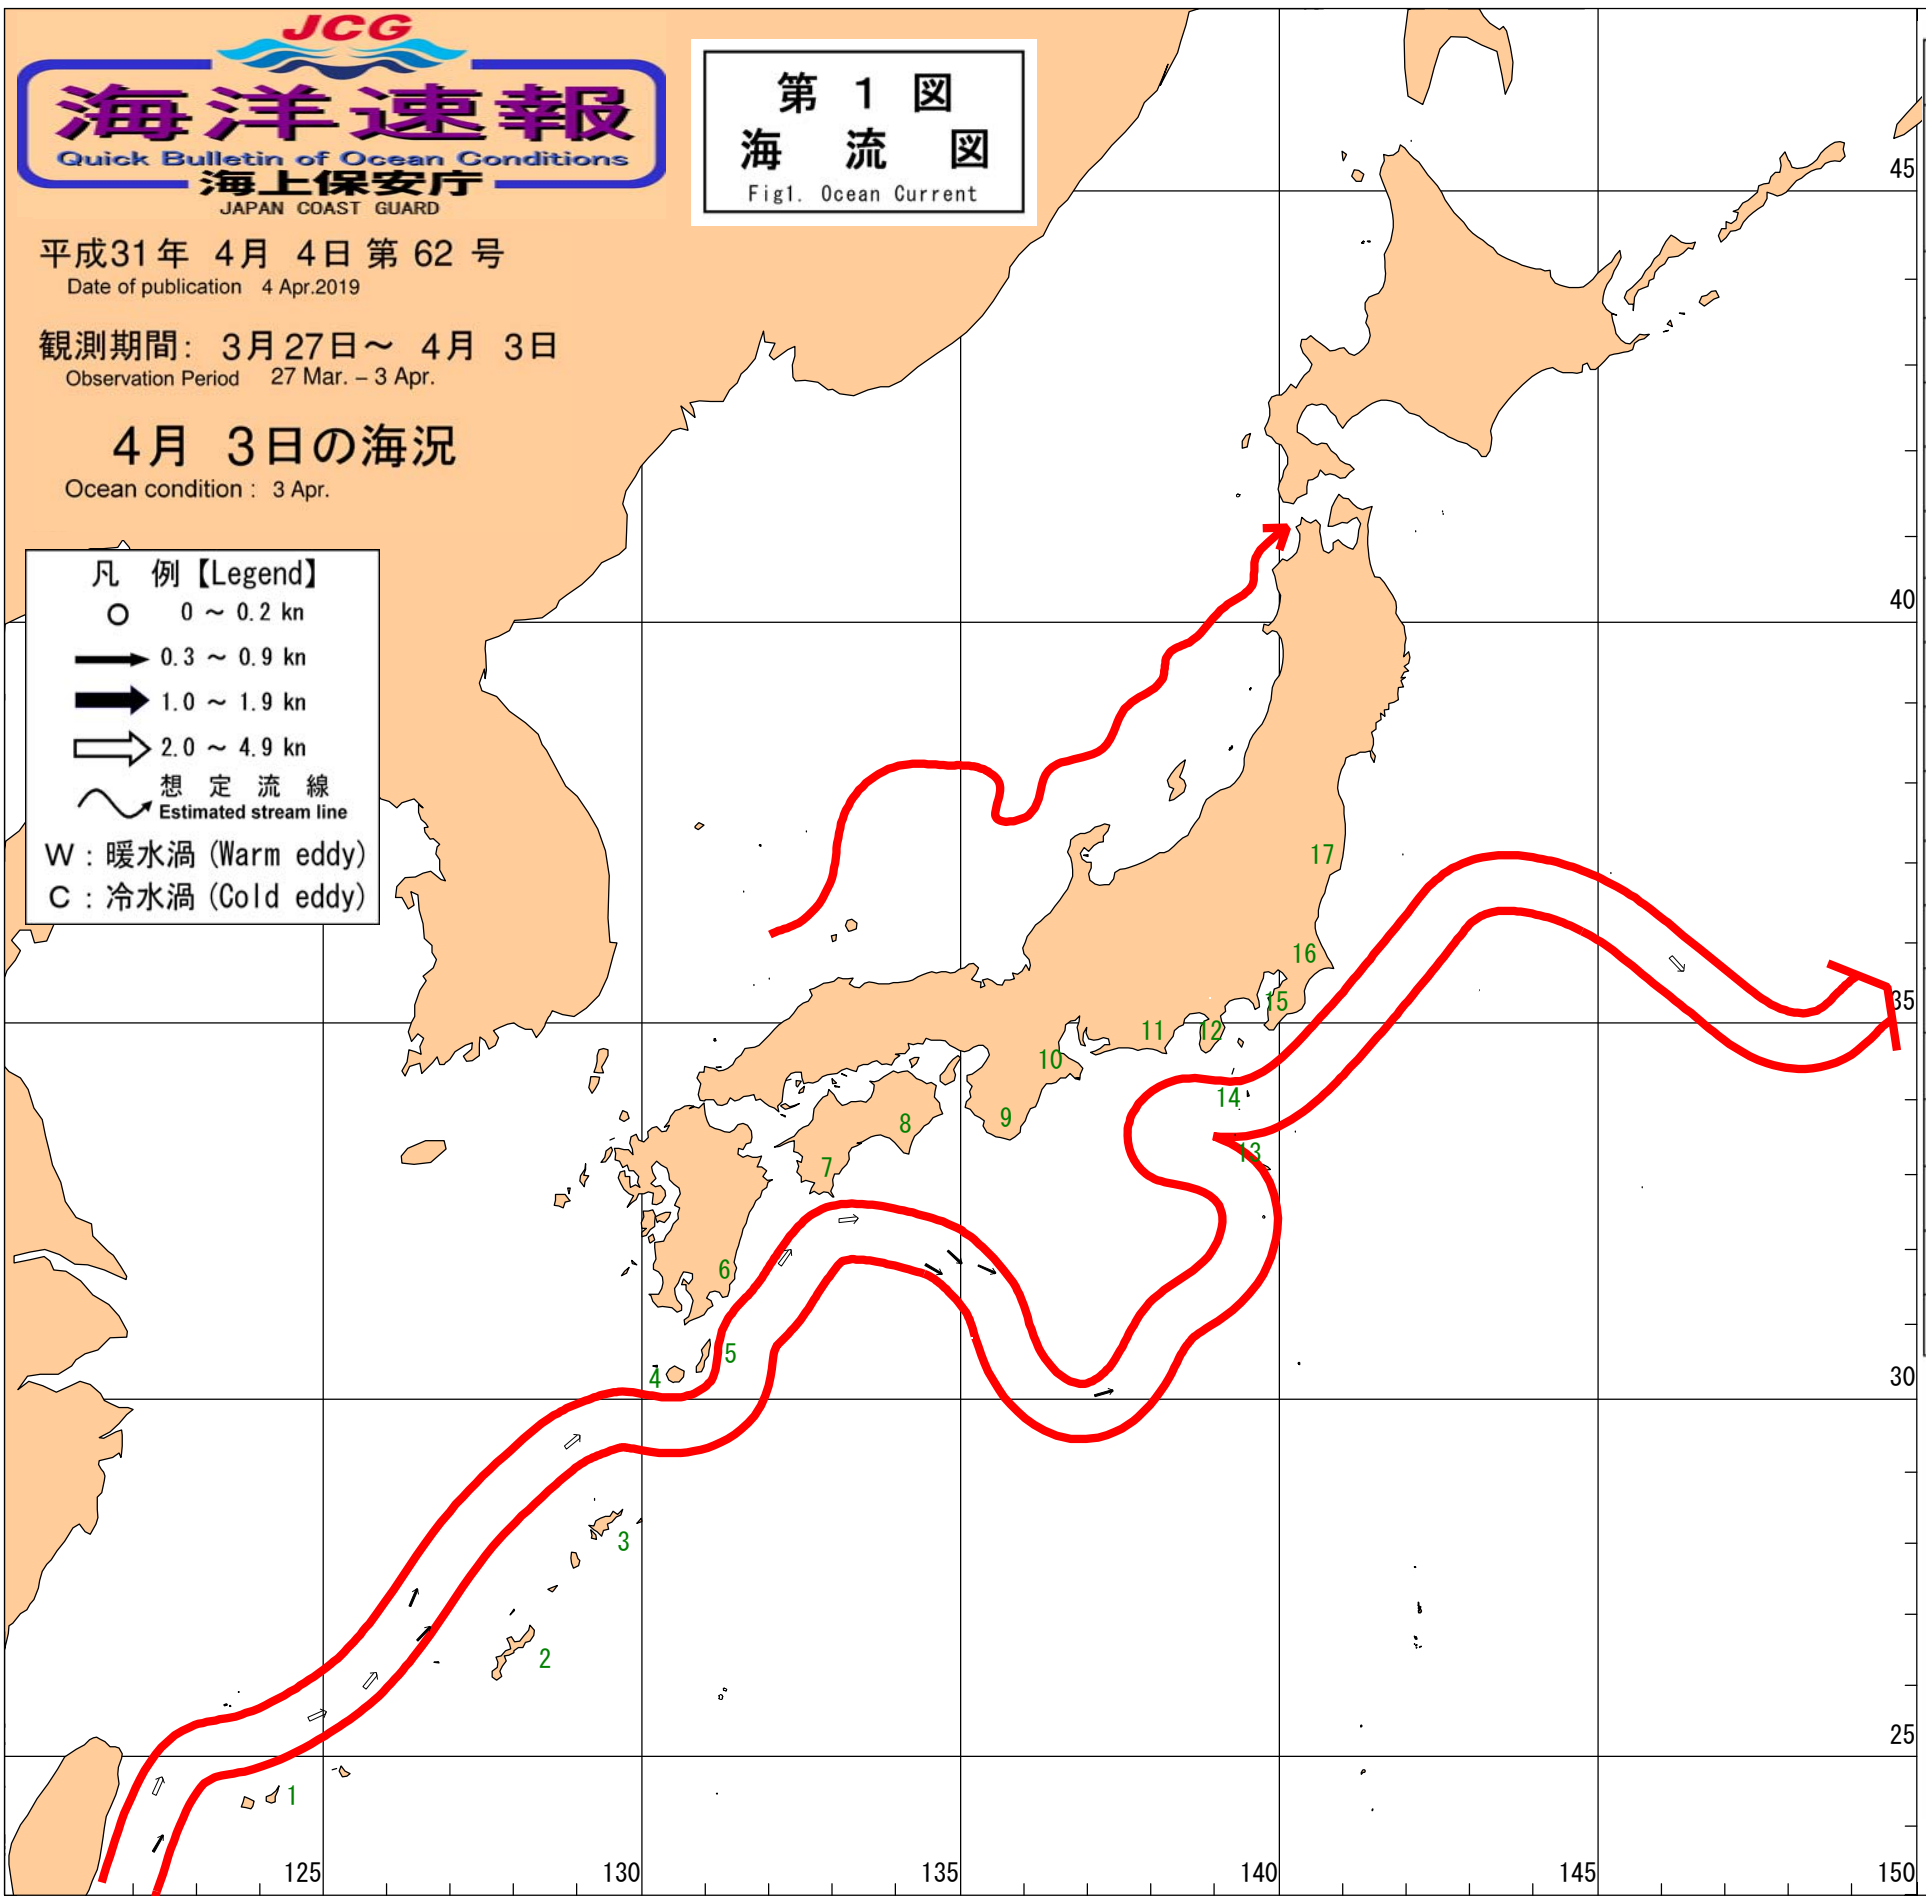 JCG
海洋速報
Quick Bulletin of Ocean Conditions
海上保安庁
JAPAN COAST GUARD
第 1 図
海 流 図
Fig1. Ocean Current
平成31年 4月 4日 第 62 号
Date of publication 4 Apr.2019
観測期間: 3月27日~ 4月 3日
Observation Period 27 Mar. – 3 Apr.
4月 3日の海況
Ocean condition : 3 Apr.
凡 例【Legend】
0 ~ 0.2 kn
0.3 ~ 0.9 kn
1.0 ~ 1.9 kn
2.0 ~ 4.9 kn
想 定 流 線
Estimated stream line
W : 暖水渦 (Warm eddy)
C : 冷水渦 (Cold eddy)
45
40
35
30
25
125
130
135
140
145
150
17
16
15
12
11
10
14
9
8
13
7
6
5
4
3
2
1